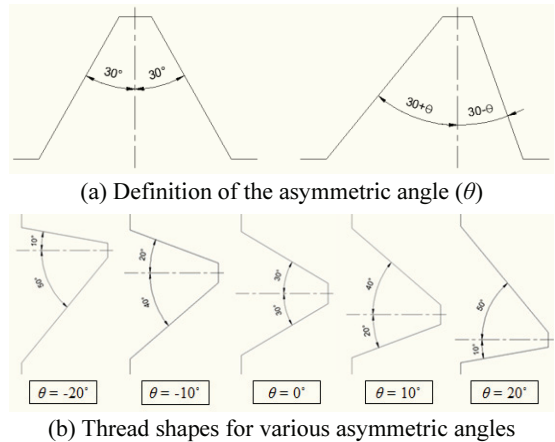 30° 30° 30+θ 30-θ
(a) Definition of the asymmetric angle (θ)
10° 20° 30° 40° 50°
40° 30° 20° 10°
θ = -20˚ θ = -10˚ θ = 0˚ θ = 10˚ θ = 20˚
(b) Thread shapes for various asymmetric angles